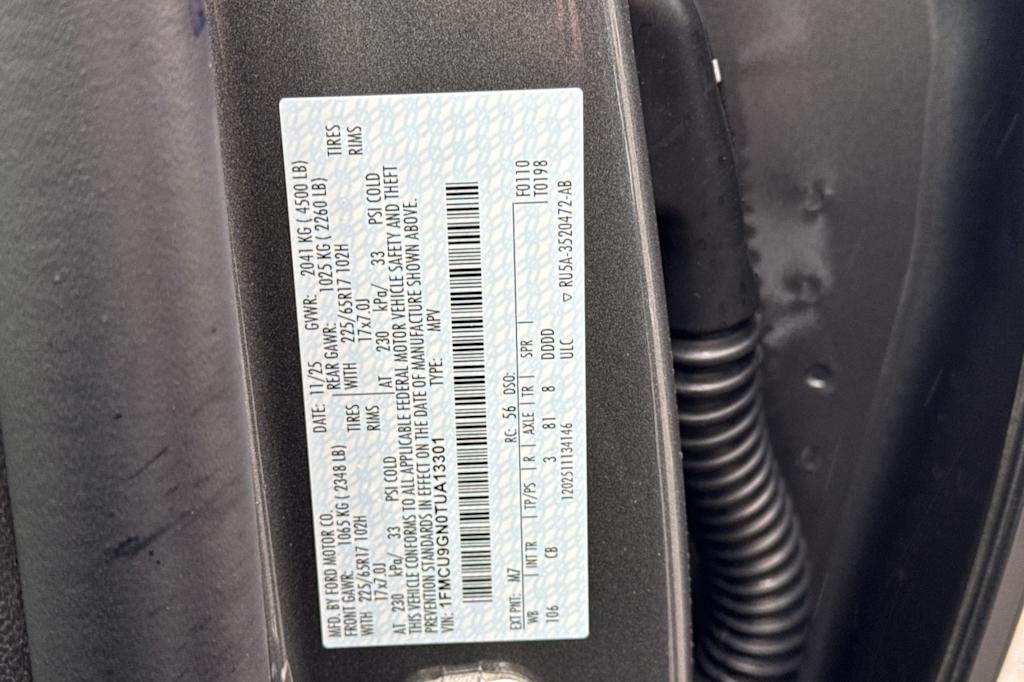 MFD. BY FORD MOTOR CO. DATE: 11/25 GVWR: 2041 KG ( 4500 LB)
FRONT GAWR: 1065 KG ( 2348 LB) REAR GAWR: 1025 KG ( 2260 LB)
WITH 225/65R17 102H TIRES WITH 225/65R17 102H TIRES
17x7.0J RIMS 17x7.0J RIMS
AT 230 kPa/ 33 PSI COLD AT 230 kPa/ 33 PSI COLD
THIS VEHICLE CONFORMS TO ALL APPLICABLE FEDERAL MOTOR VEHICLE SAFETY AND THEFT
PREVENTION STANDARDS IN EFFECT ON THE DATE OF MANUFACTURE SHOWN ABOVE.
VIN: 1FMCU9GN0TUA13301 TYPE: MPV
EXT PNT: M7 RC: 56 DSO: F0110
WB INT TR TP/PS R AXLE TR SPR T0198
106 CB 3 81 8 DDDD
1202511134146 ULC ▽ RU5A-3520472-AB